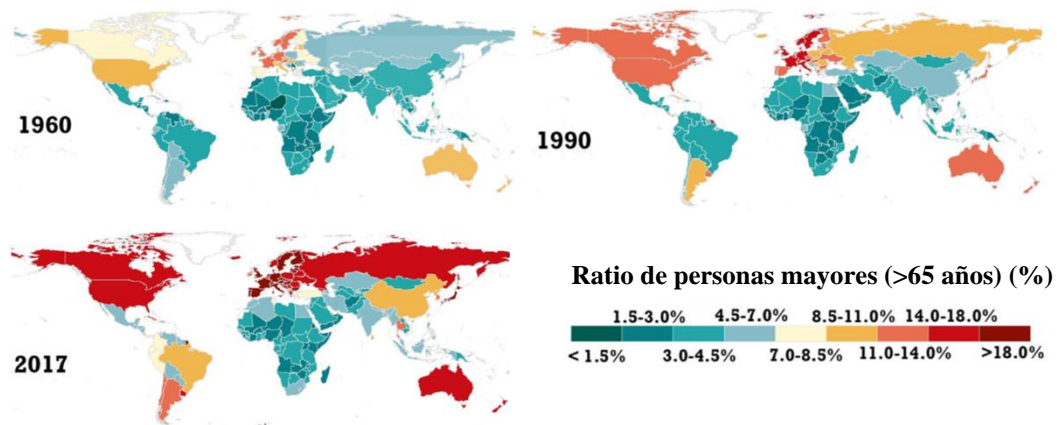 1960
1990
2017
Ratio de personas mayores (>65 años) (%)
1.5-3.0% 4.5-7.0% 8.5-11.0% 14.0-18.0%
< 1.5% 3.0-4.5% 7.0-8.5% 11.0-14.0% >18.0%